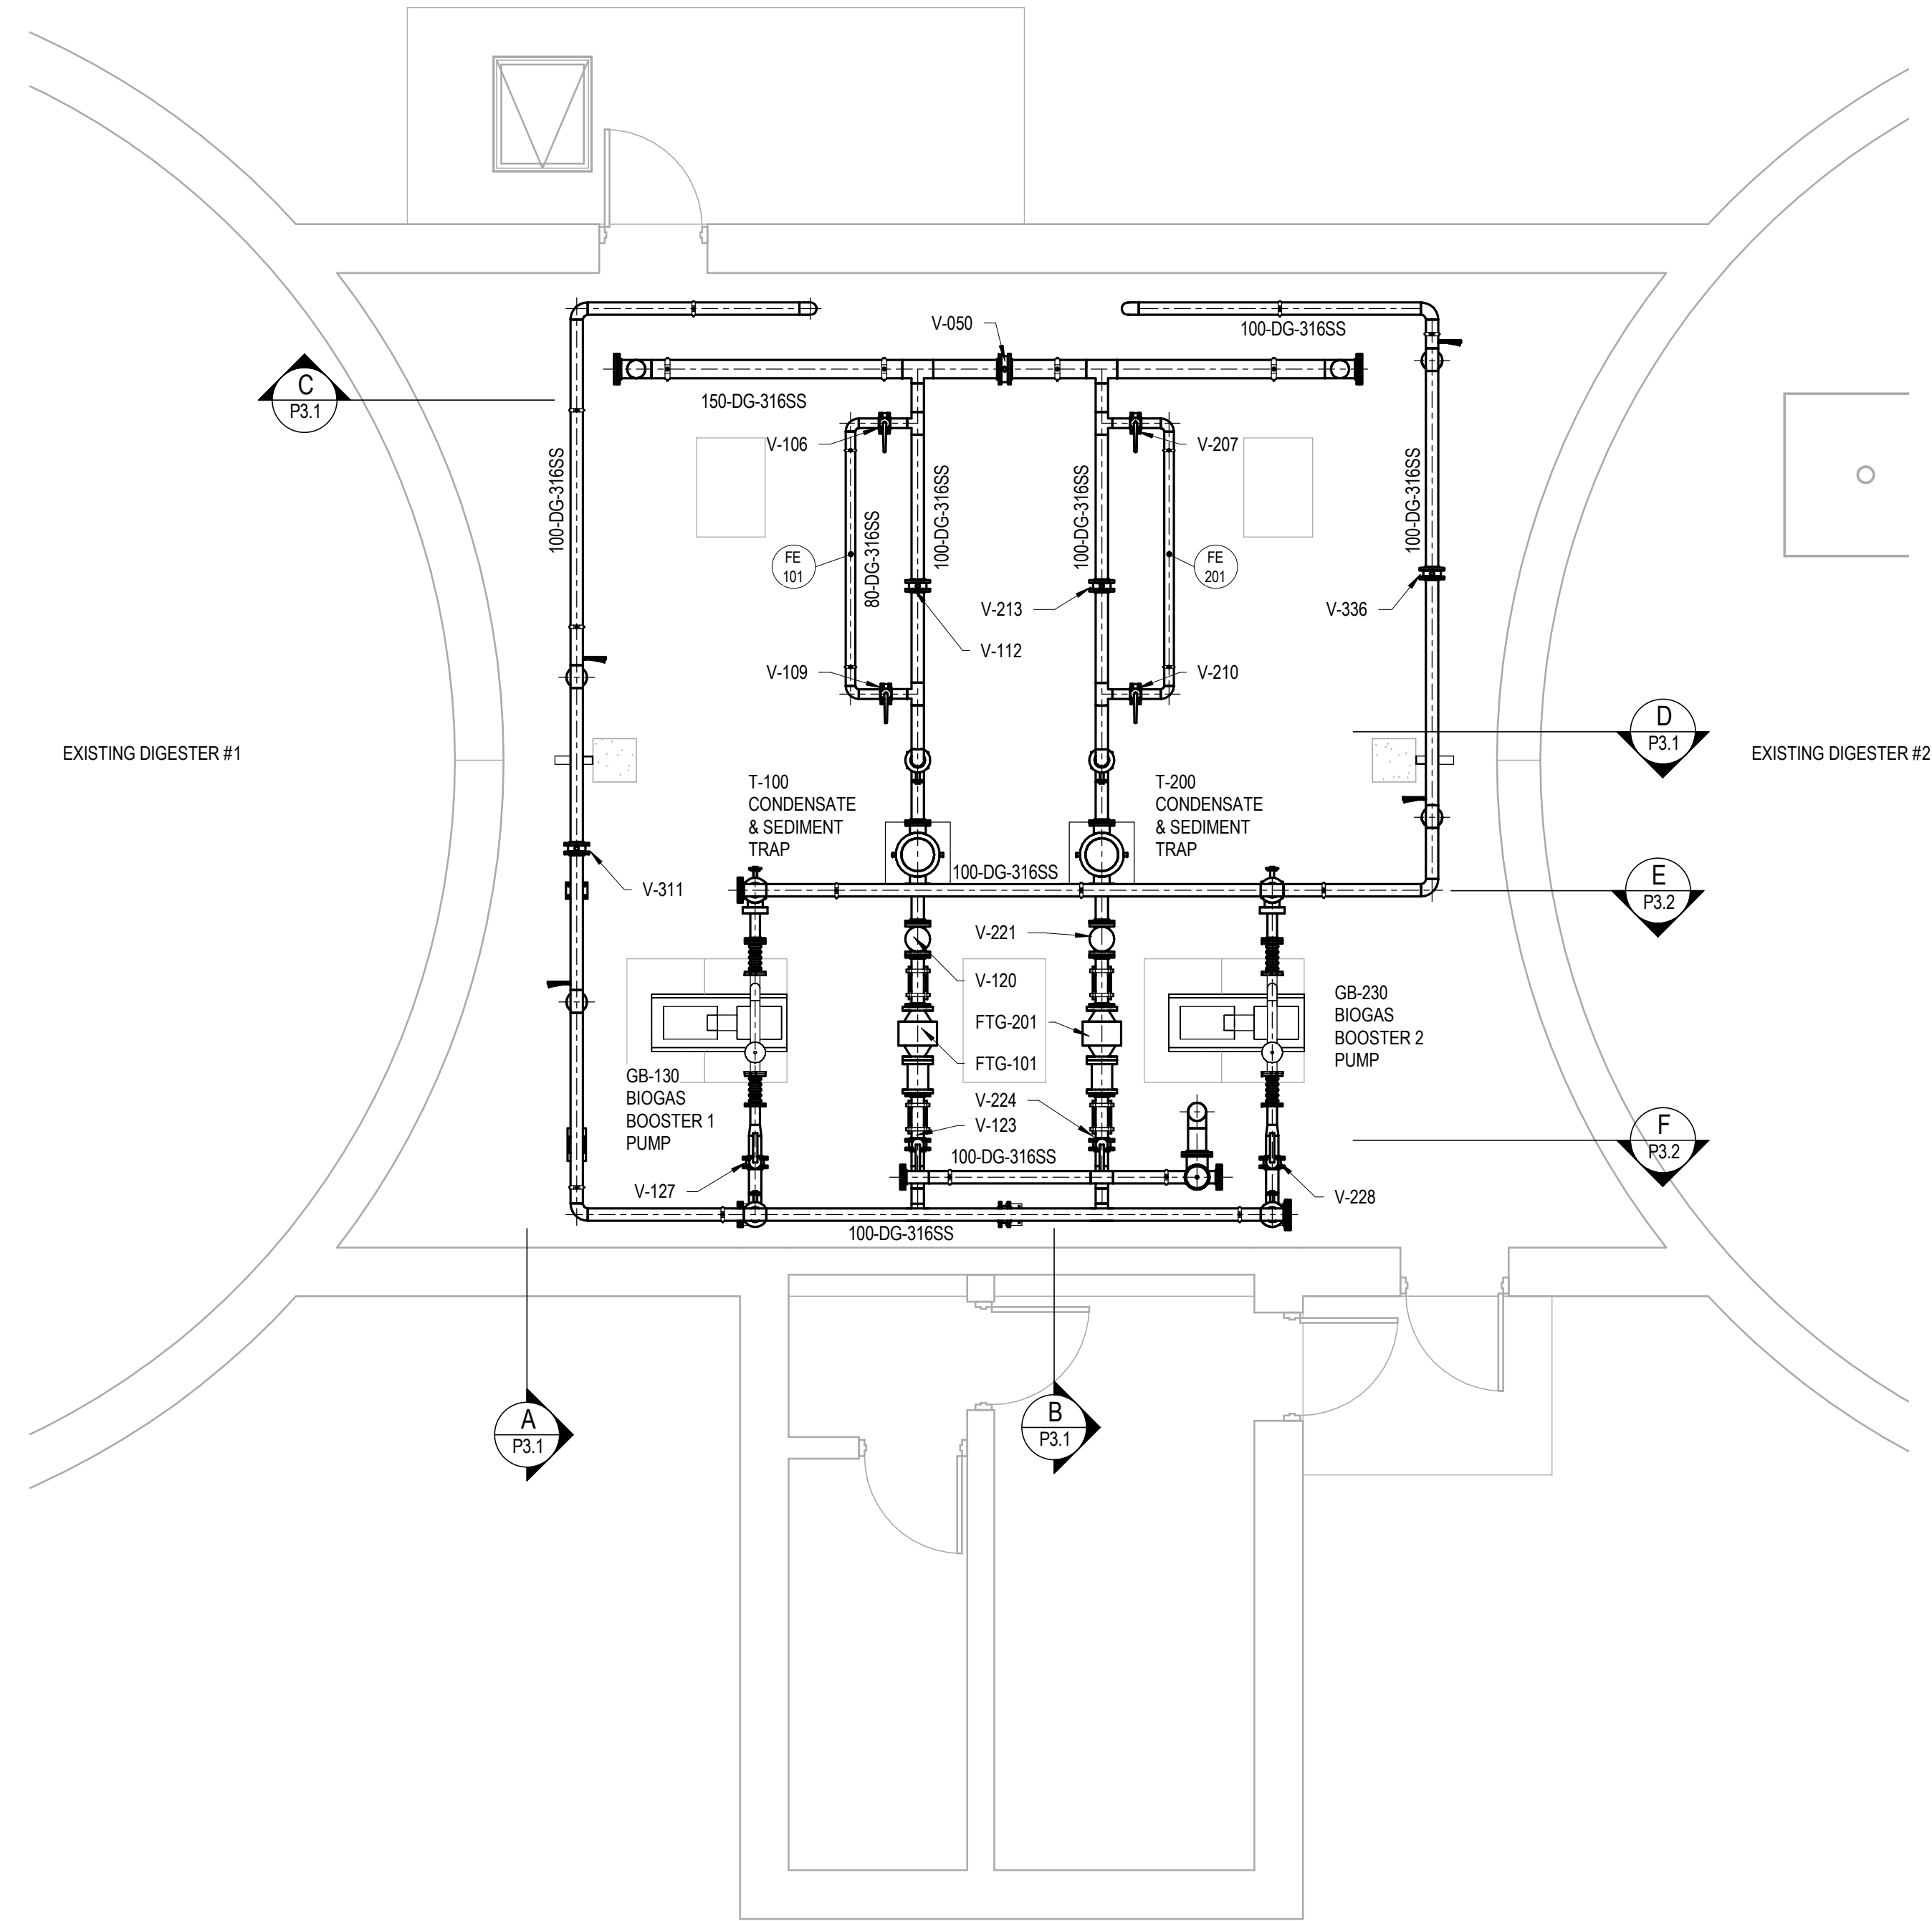 V-050
100-DG-316SS
C
P3.1
150-DG-316SS
V-106
V-207
100-DG-316SS
80-DG-316SS
100-DG-316SS
100-DG-316SS
100-DG-316SS
FE
101
FE
201
V-213
V-336
V-112
V-109
V-210
D
P3.1
EXISTING DIGESTER #1
EXISTING DIGESTER #2
T-100
CONDENSATE
& SEDIMENT
TRAP
T-200
CONDENSATE
& SEDIMENT
TRAP
100-DG-316SS
V-311
E
P3.2
V-221
V-120
FTG-201
FTG-101
GB-230
BIOGAS
BOOSTER 2
PUMP
GB-130
BIOGAS
BOOSTER 1
PUMP
V-224
V-123
F
P3.2
100-DG-316SS
V-127
V-228
100-DG-316SS
A
P3.1
B
P3.1